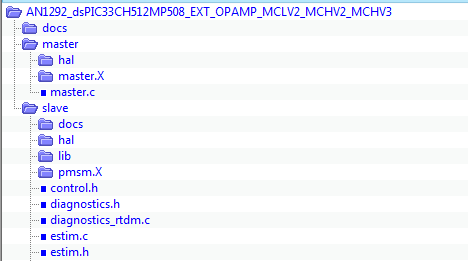 AN1292_dsPIC33CH512MP508_EXT_OPAMP_MCLV2_MCHV2_MCHV3
docs
master
hal
master.X
master.c
slave
docs
hal
lib
pmsm.X
control.h
diagnostics.h
diagnostics_rtdm.c
estim.c
estim.h